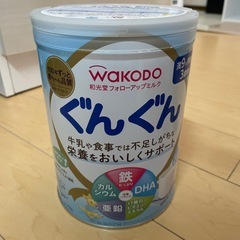 WAKODO
和光堂フォローアップミルク
ぐんぐん
牛乳や食事では不足しがちな
栄養をおいしくサポート
鉄
カルシウム
DHA
亜鉛